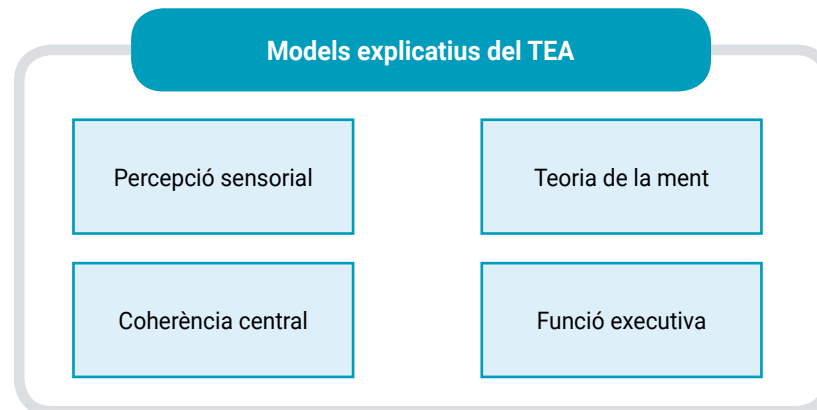 Models explicatius del TEA
Percepció sensorial
Teoria de la ment
Coherència central
Funció executiva